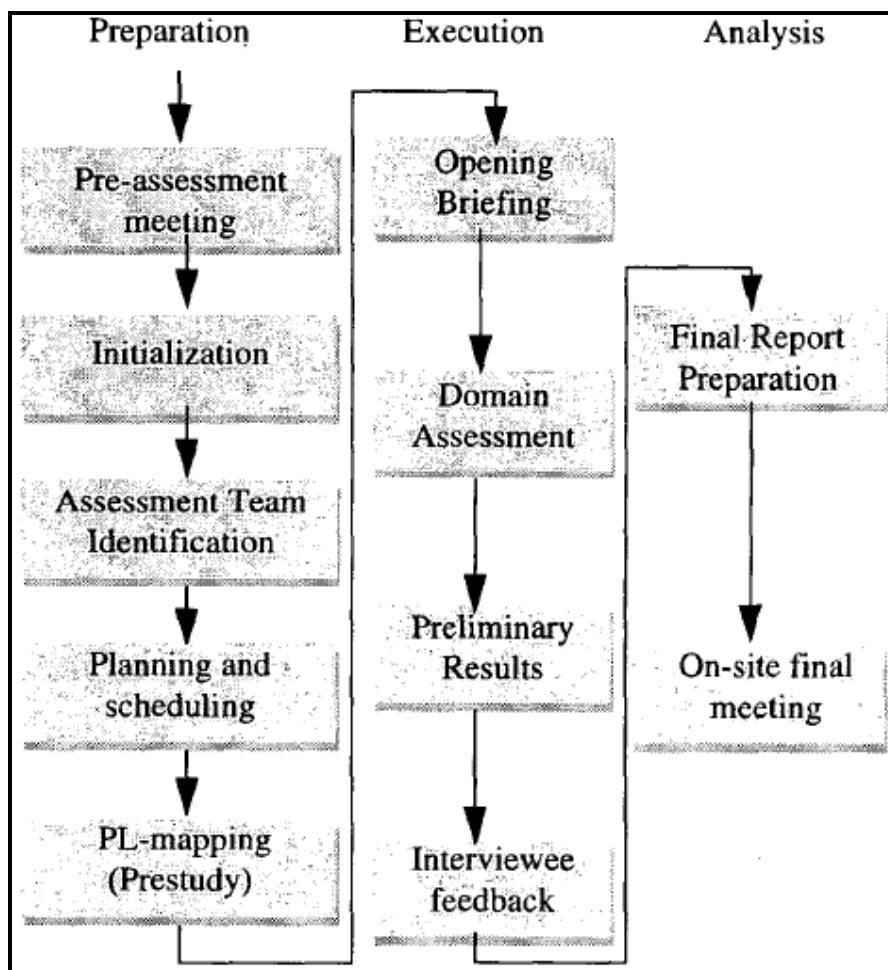 Preparation
Execution
Analysis
Pre-assessment
meeting
Initialization
Assessment Team
Identification
Planning and
scheduling
PL-mapping
(Prestudy)
Opening
Briefing
Domain
Assessment
Preliminary
Results
Interviewee
feedback
Final Report
Preparation
On-site final
meeting